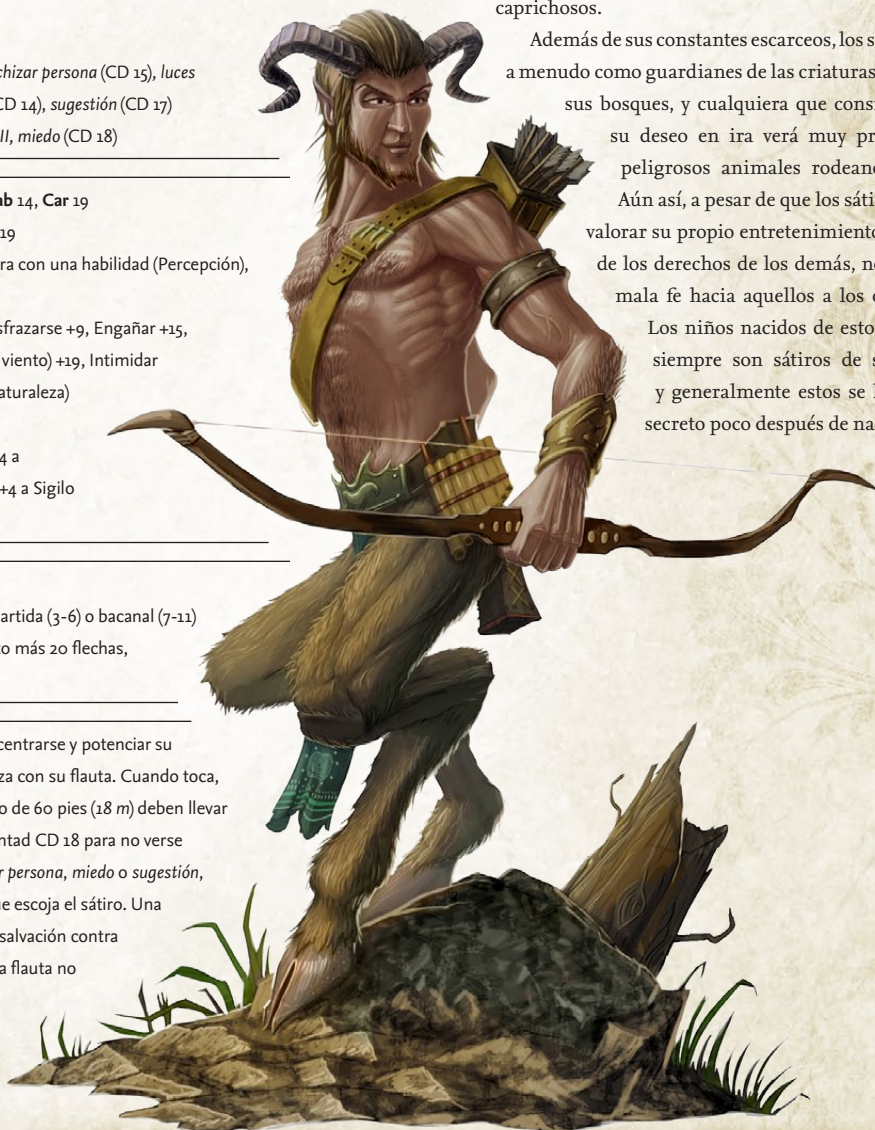 chizar persona (CD 15), luces
CD 14), sugestión (CD 17)
II, miedo (CD 18)
ab 14, Car 19
19
ra con una habilidad (Percepción),
sfrazarse +9, Engañar +15,
viento) +19, Intimidar
aturaleza)
4 a
+4 a Sigilo
artida (3-6) o bacanal (7-11)
o más 20 flechas,
centrarse y potenciar su
za con su flauta. Cuando toca,
o de 60 pies (18 m) deben llevar
ntad CD 18 para no verse
r persona, miedo o sugestión,
ue escoja el sátiro. Una
salvación contra
a flauta no
caprichosos.
Además de sus constantes escarceos, los s
a menudo como guardianes de las criaturas
sus bosques, y cualquiera que cons
su deseo en ira verá muy pr
peligrosos animales rodean
Aún así, a pesar de que los sáti
valorar su propio entretenimiento
de los derechos de los demás, n
mala fe hacia aquellos a los
Los niños nacidos de esto
siempre son sátiros de s
y generalmente estos se
secreto poco después de na